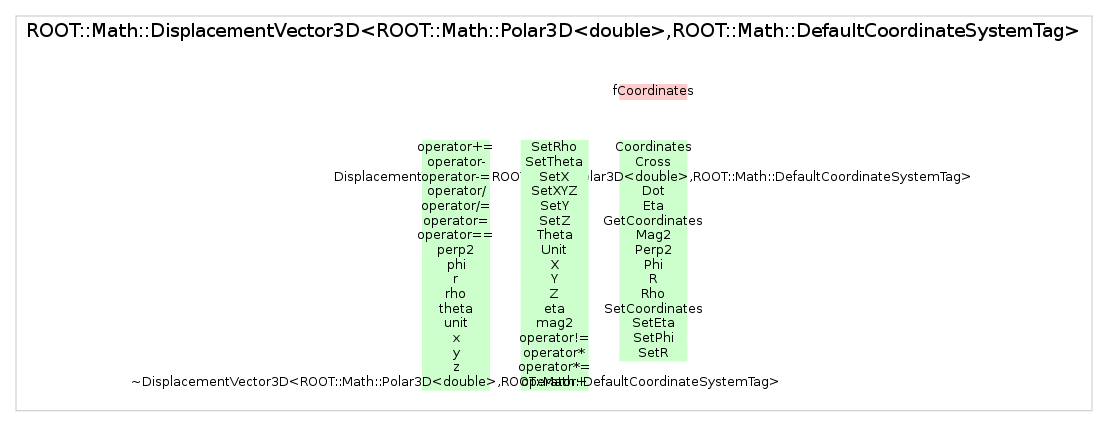 ROOT::Math::DisplacementVector3D<ROOT::Math::Polar3D<double>,ROOT::Math::DefaultCoordinateSystemTag>
fCoordinates
operator+=
operator-
operator-=
operator/
operator/=
operator=
operator==
perp2
phi
r
rho
theta
unit
x
y
z
~DisplacementVector3D<ROOT::Math::Polar3D<double>,ROOT::Math::DefaultCoordinateSystemTag>
SetRho
SetTheta
SetX
SetXYZ
SetY
SetZ
Theta
Unit
X
Y
Z
eta
mag2
operator!=
operator*
operator*=
operator+
Coordinates
Cross
lar3D<double>,ROOT::Math::DefaultCoordinateSystemTag>
Dot
Eta
GetCoordinates
Mag2
Perp2
Phi
R
Rho
SetCoordinates
SetEta
SetPhi
SetR